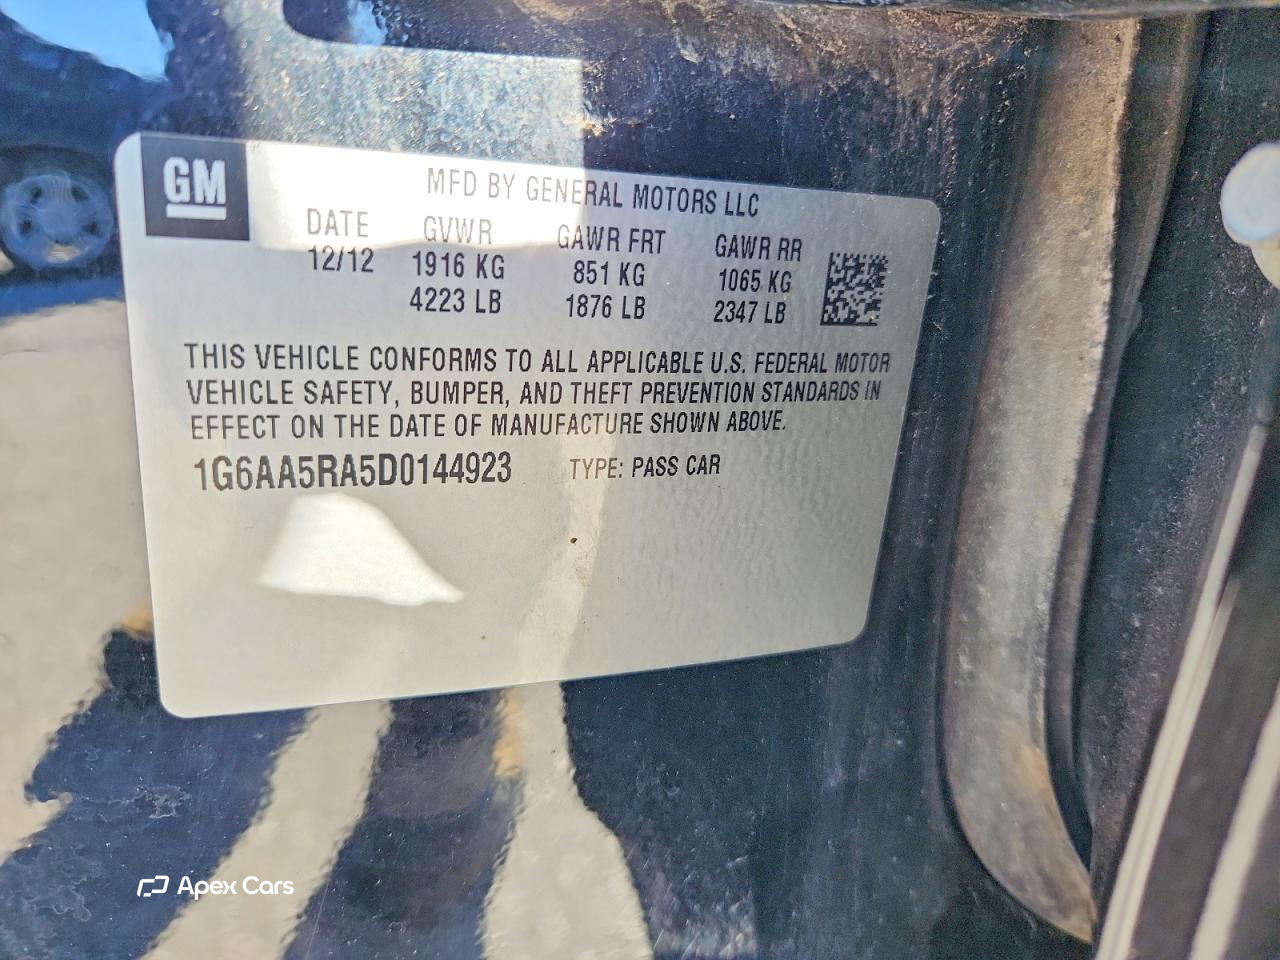 GM
MFD BY GENERAL MOTORS LLC
DATE GVWR GAWR FRT GAWR RR
12/12 1916 KG 851 KG 1065 KG
4223 LB 1876 LB 2347 LB
THIS VEHICLE CONFORMS TO ALL APPLICABLE U.S. FEDERAL MOTOR
VEHICLE SAFETY, BUMPER, AND THEFT PREVENTION STANDARDS IN
EFFECT ON THE DATE OF MANUFACTURE SHOWN ABOVE.
1G6AA5RA5D0144923 TYPE: PASS CAR
Apex Cars